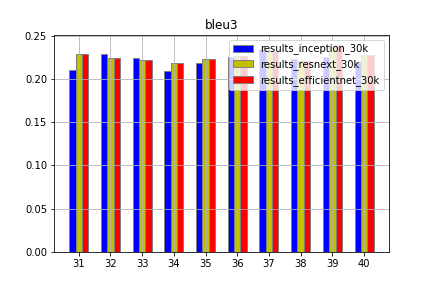 bleu3
results_inception_30k
results_resnext_30k
results_efficientnet_30k
0.25
0.20
0.15
0.10
0.05
0.00
31 32 33 34 35 36 37 38 39 40